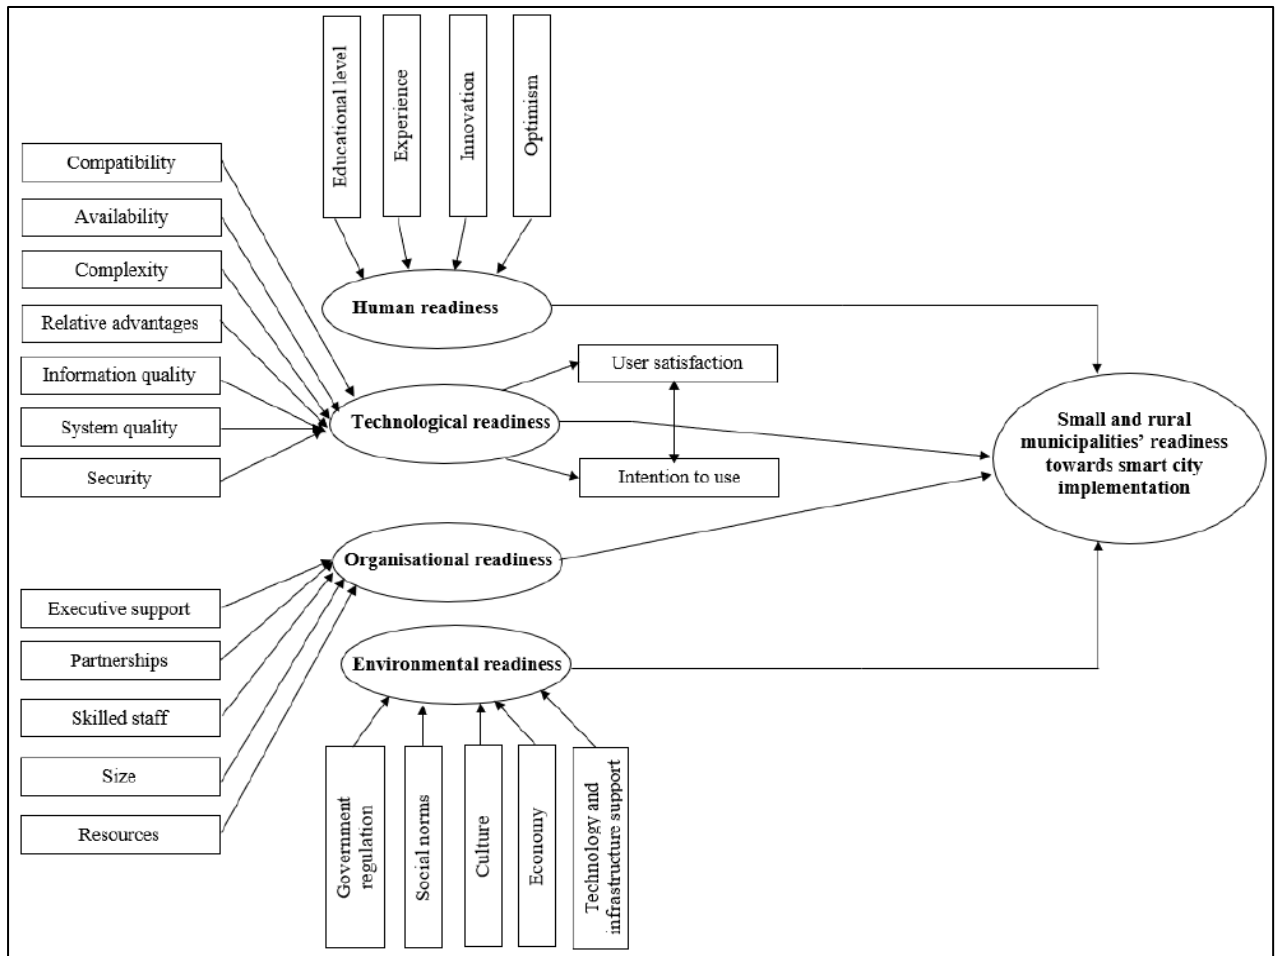 Educational level
Experience
Innovation
Optimism
Compatibility
Availability
Complexity
Relative advantages
Information quality
System quality
Security
Human readiness
User satisfaction
Technological readiness
Intention to use
Small and rural
municipalities’ readiness
towards smart city
implementation
Organisational readiness
Executive support
Partnerships
Skilled staff
Size
Resources
Environmental readiness
Government
regulation
Social norms
Culture
Economy
Technology and
infrastructure support